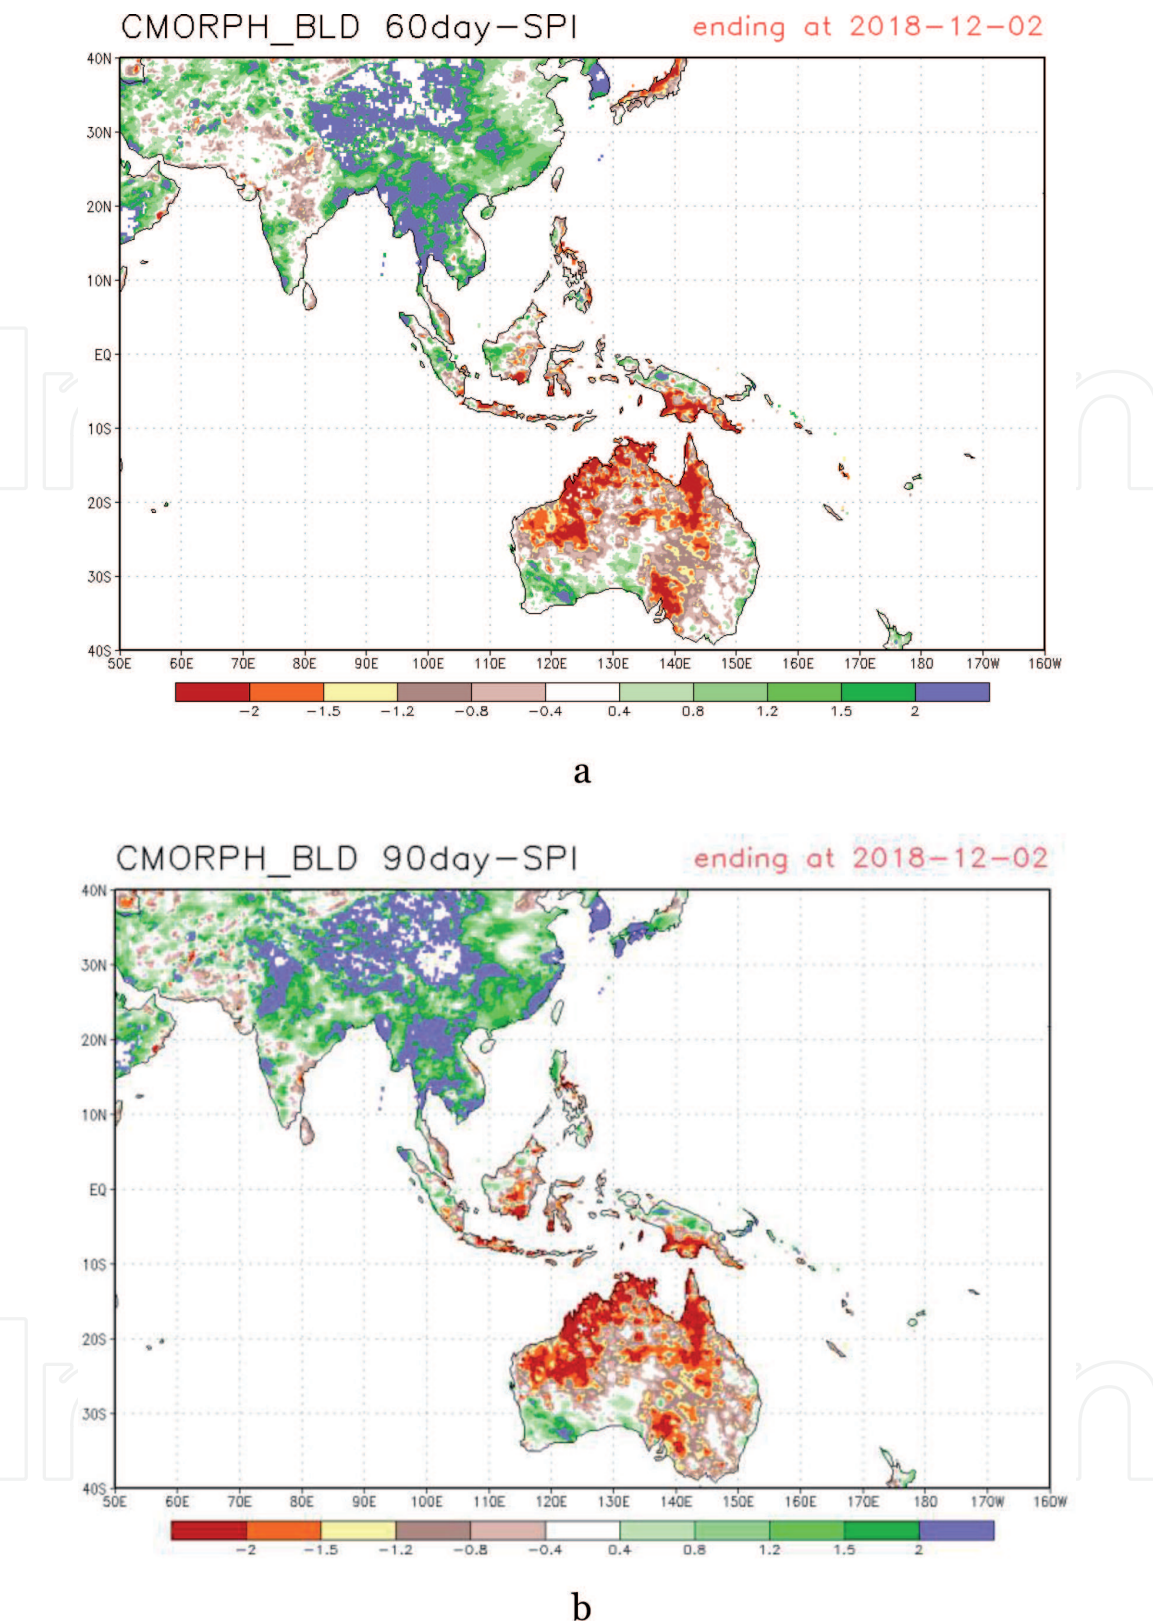 CMORPH_BLD 60day-SPI ending at 2018-12-02
40N
30N
20N
10N
EQ
10S
20S
30S
40S
50E 60E 70E 80E 90E 100E 110E 120E 130E 140E 150E 160E 170E 180 170W 160W
-2 -1.5 -1.2 -0.8 -0.4 0.4 0.8 1.2 1.5 2
a
CMORPH_BLD 90day-SPI ending at 2018-12-02
40N
30N
20N
10N
EQ
10S
20S
30S
40S
50E 60E 70E 80E 90E 100E 110E 120E 130E 140E 150E 160E 170E 180 170W 160W
-2 -1.5 -1.2 -0.8 -0.4 0.4 0.8 1.2 1.5 2
b